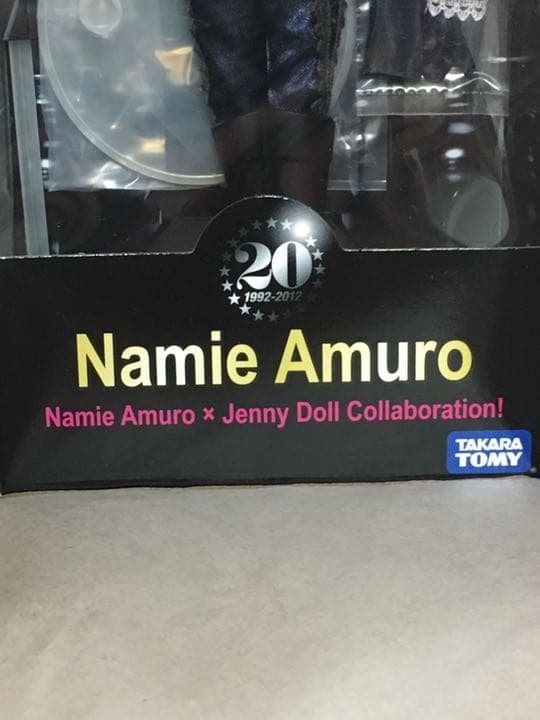 20
1992-2012
Namie Amuro
Namie Amuro × Jenny Doll Collaboration!
TAKARA
TOMY